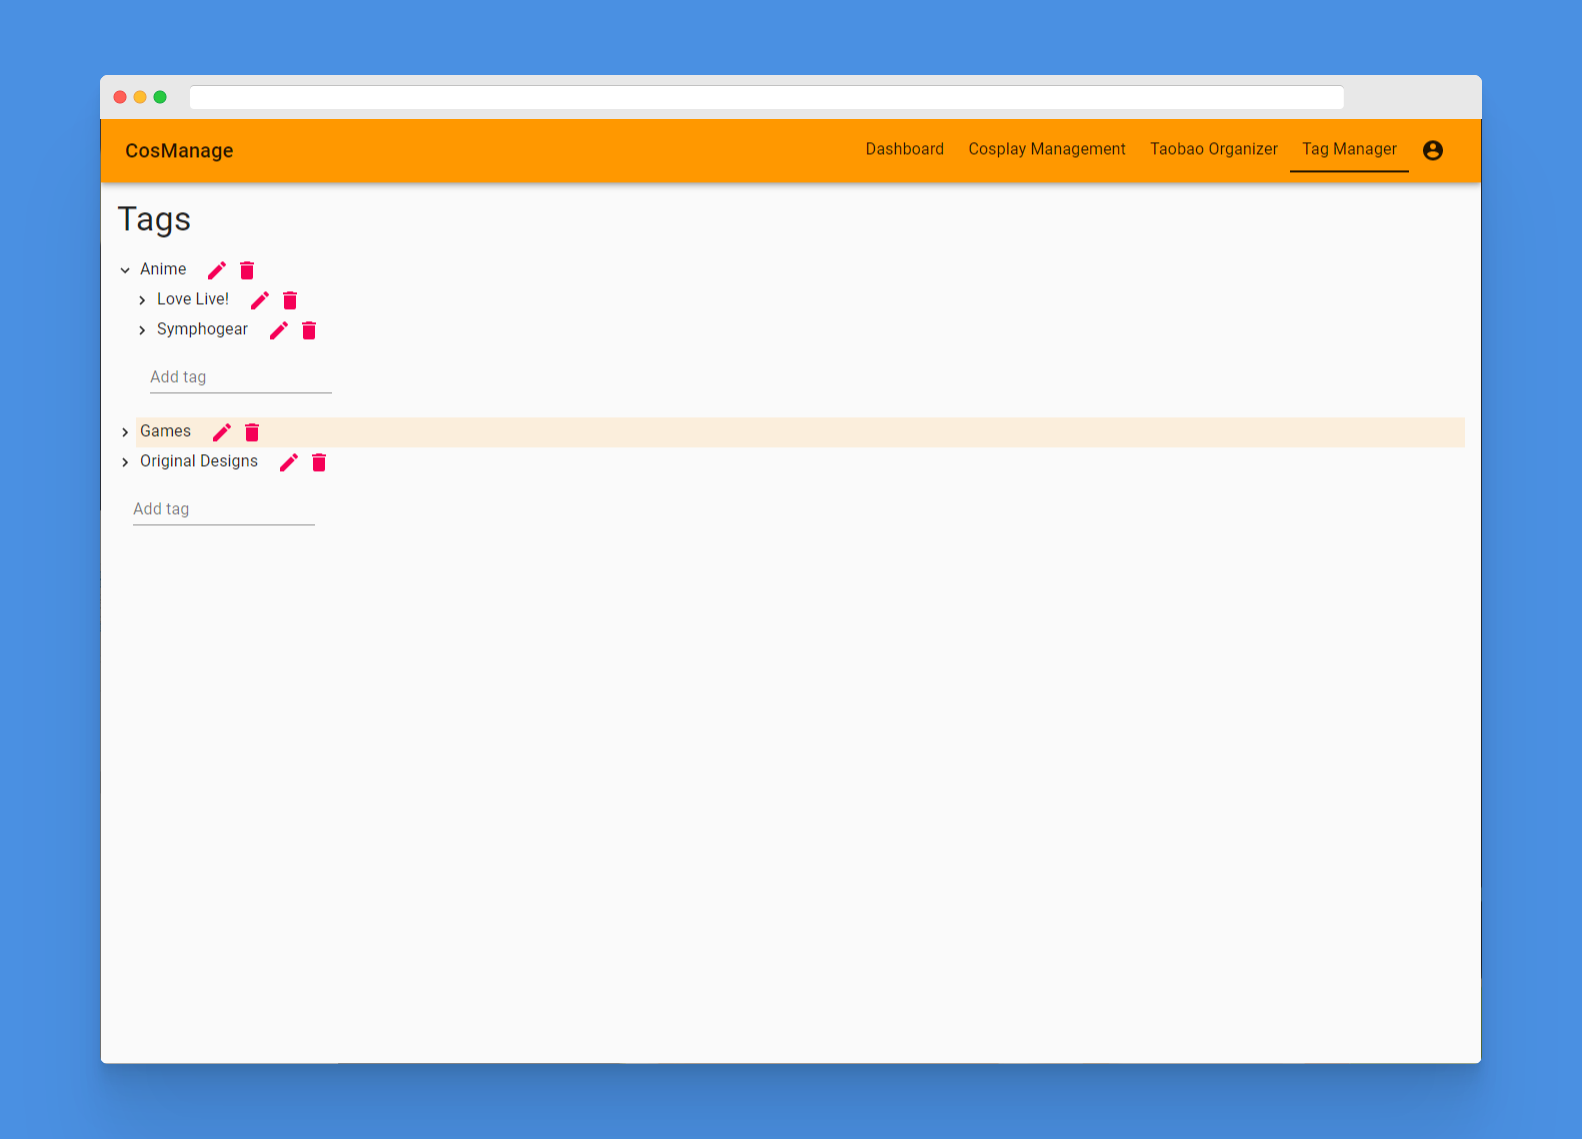 CosManage
Dashboard Cosplay Management Taobao Organizer Tag Manager
Tags
Anime
Love Live!
Symphogear
Add tag
Games
Original Designs
Add tag